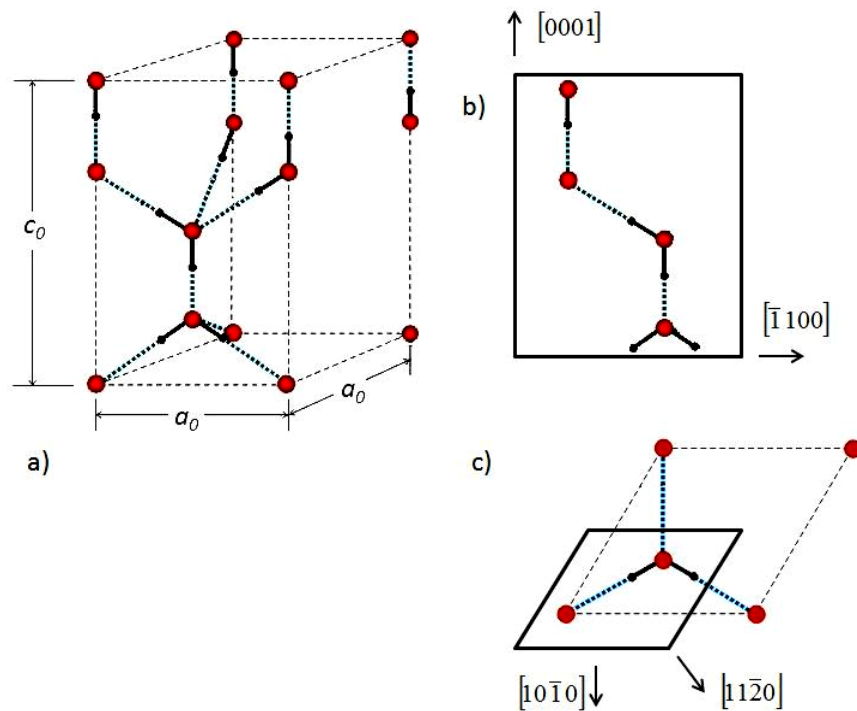 c₀
a₀
a₀
a)
b)
[0001]
[1̄100]
c)
[101̄0]
[112̄0]